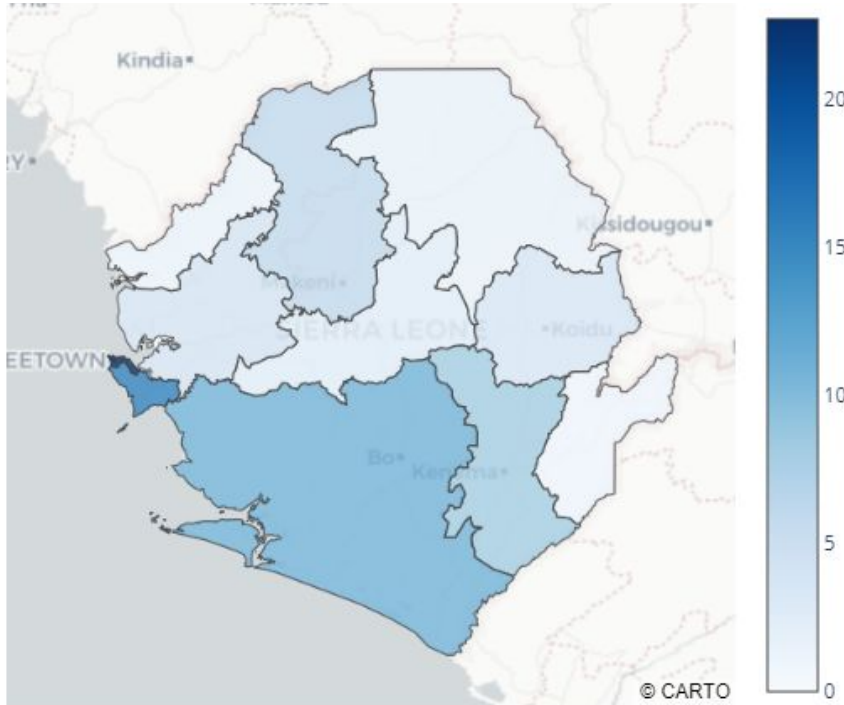 Kindia
20
Kissidougou
15
Makeni
SIERRA LEONE
Koidu
EETOWN
10
Bo
Kenema
5
© CARTO
0